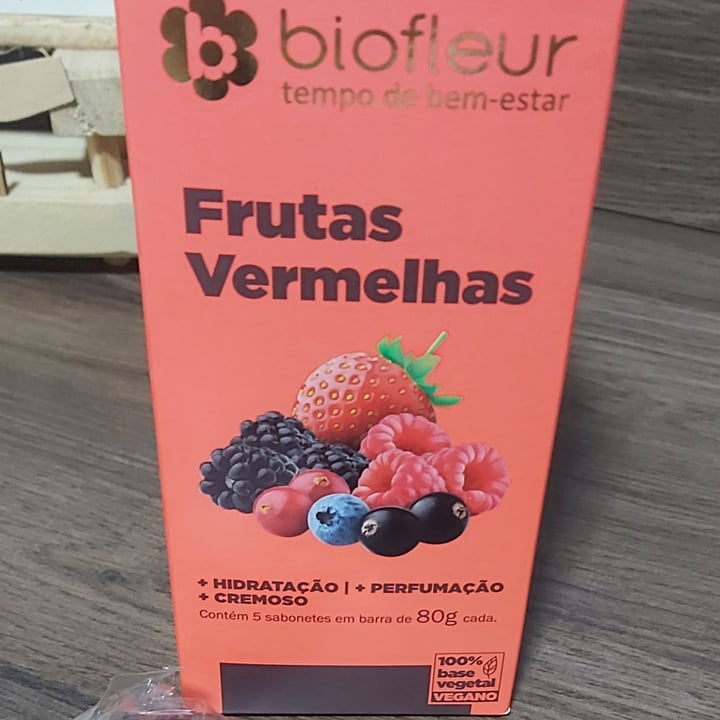 biofleur
tempo de bem-estar
Frutas
Vermelhas
+ HIDRATAÇÃO | + PERFUMAÇÃO
+ CREMOSO
Contém 5 sabonetes em barra de 80g cada.
100%
base
vegetal
VEGANO